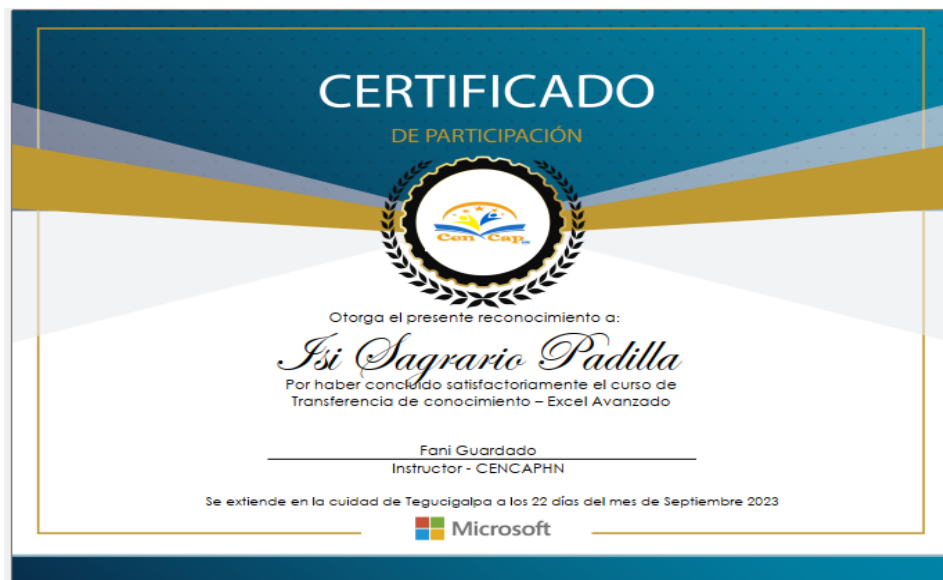 CERTIFICADO
DE PARTICIPACIÓN
Cen Cap
Otorga el presente reconocimiento a:
Isi Sagrario Padilla
Por haber concluido satisfactoriamente el curso de
Transferencia de conocimiento – Excel Avanzado
Fani Guardado
Instructor - CENCAPHN
Se extiende en la cuidad de Tegucigalpa a los 22 días del mes de Septiembre 2023
Microsoft